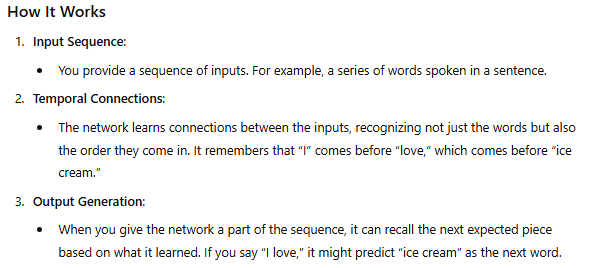 How It Works
1. Input Sequence:
• You provide a sequence of inputs. For example, a series of words spoken in a sentence.
2. Temporal Connections:
• The network learns connections between the inputs, recognizing not just the words but also
the order they come in. It remembers that “I” comes before “love,” which comes before “ice
cream.”
3. Output Generation:
• When you give the network a part of the sequence, it can recall the next expected piece
based on what it learned. If you say “I love,” it might predict “ice cream” as the next word.